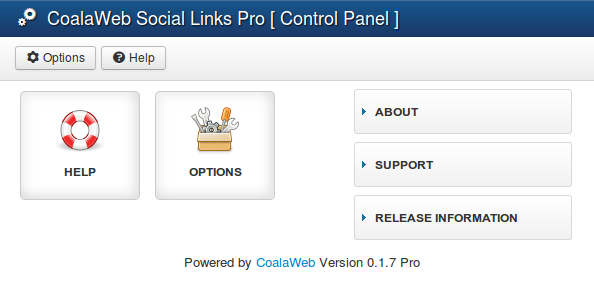 CoalaWeb Social Links Pro [ Control Panel ]
Options Help
HELP OPTIONS
ABOUT
SUPPORT
RELEASE INFORMATION
Powered by CoalaWeb Version 0.1.7 Pro